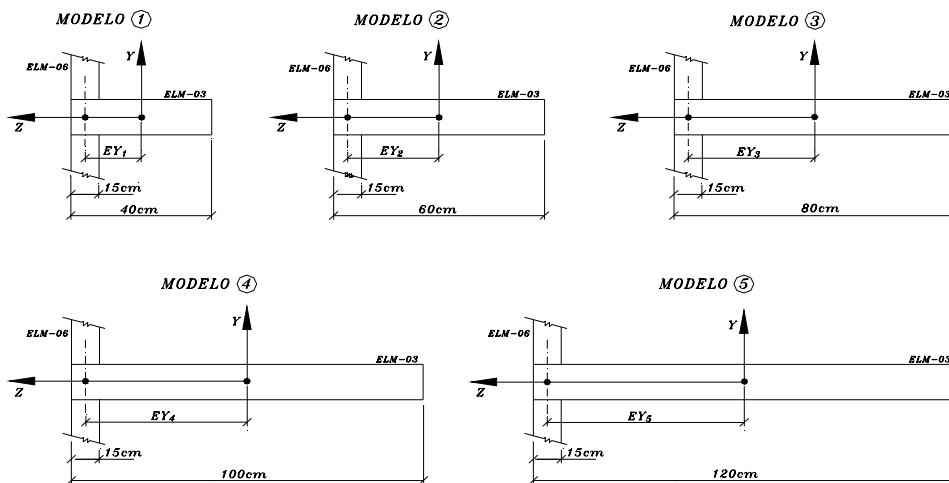 MODELO 1
Y
ELM-06
ELM-03
Z
EY1
15cm
40cm
MODELO 2
Y
ELM-06
ELM-03
Z
EY2
15cm
60cm
MODELO 3
Y
ELM-06
ELM-03
Z
EY3
15cm
80cm
MODELO 4
Y
ELM-06
ELM-03
Z
EY4
15cm
100cm
MODELO 5
Y
ELM-06
ELM-03
Z
EY5
15cm
120cm